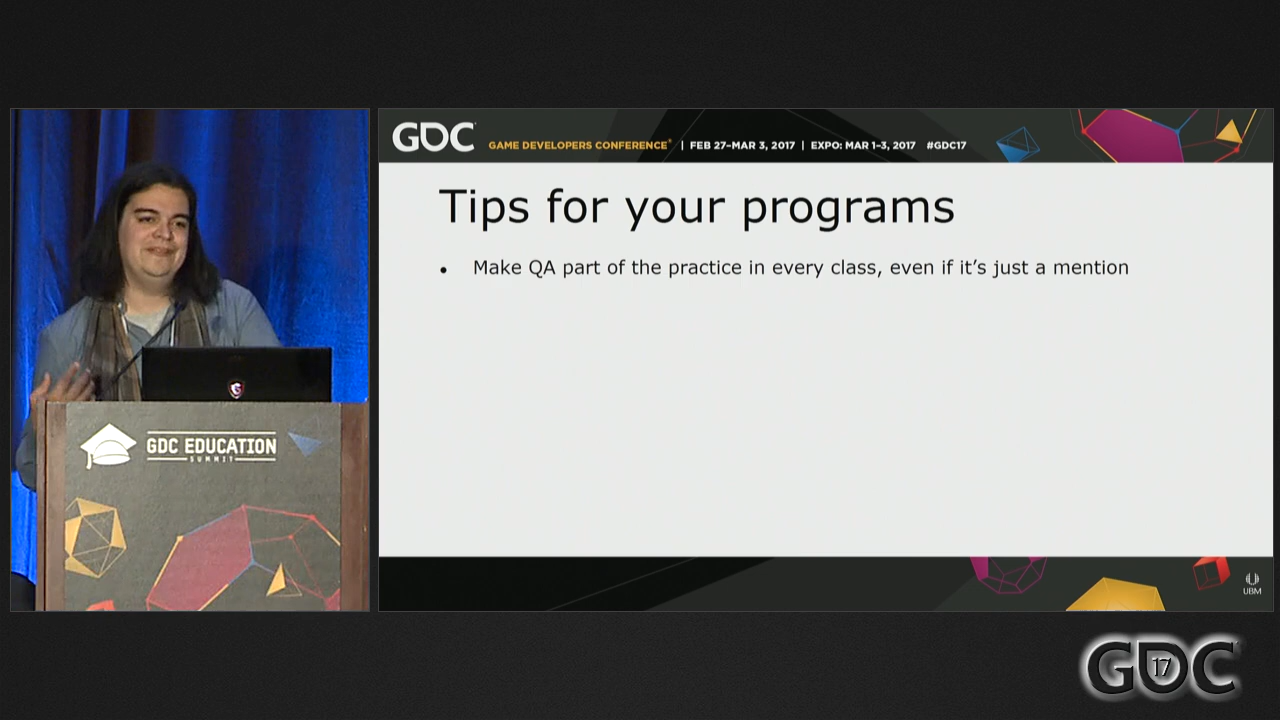 GDC
GAME DEVELOPERS CONFERENCE® | FEB 27–MAR 3, 2017 | EXPO: MAR 1–3, 2017 #GDC17
Tips for your programs
• Make QA part of the practice in every class, even if it’s just a mention
GDC EDUCATION
SUMMIT
UBM
GDC
17